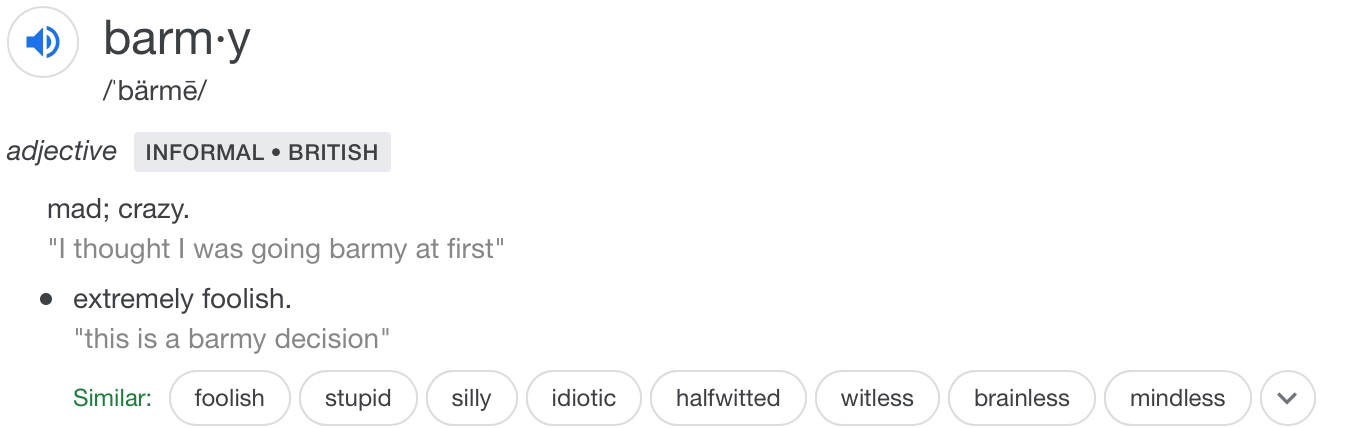 barm·y
/ˈbärmē/
adjective INFORMAL • BRITISH
mad; crazy.
"I thought I was going barmy at first"
• extremely foolish.
"this is a barmy decision"
Similar: foolish stupid silly idiotic halfwitted witless brainless mindless